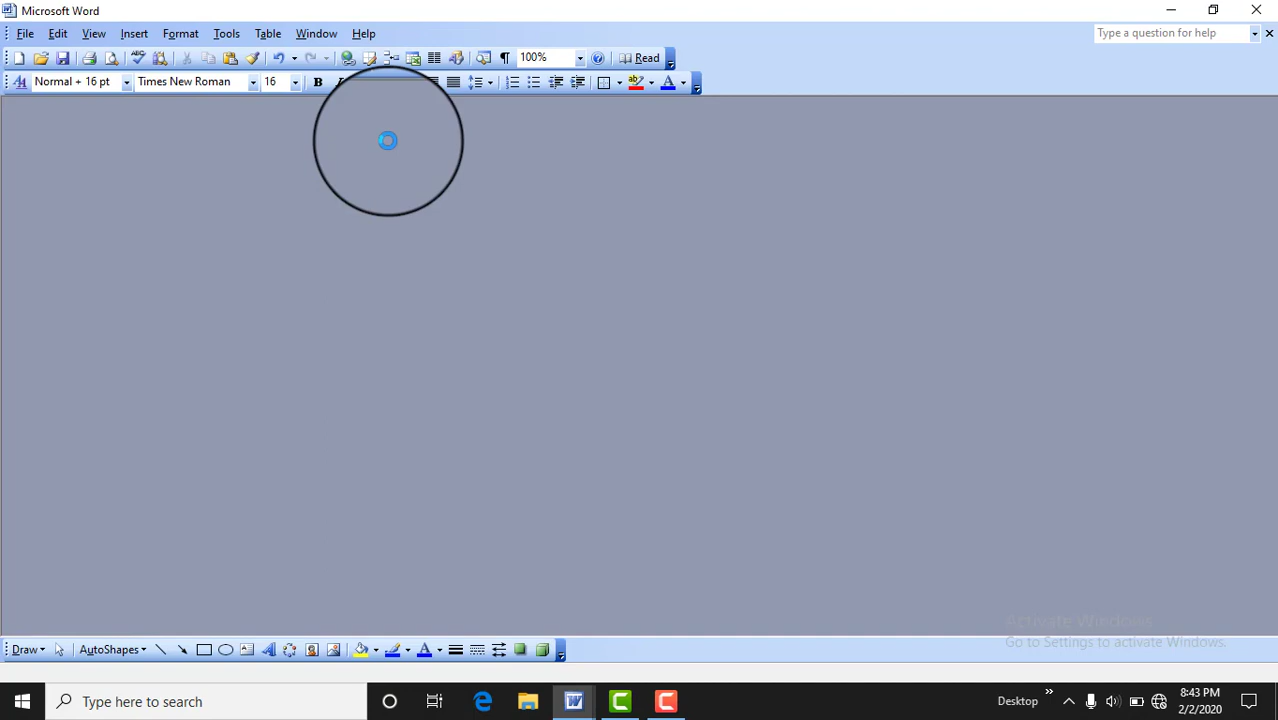 Microsoft Word
File Edit View Insert Format Tools Table Window Help Type a question for help
100% Read
Normal + 16 pt Times New Roman 16 B
Draw AutoShapes
Activate Windows
Go to Settings to activate Windows.
Type here to search
Desktop
8:43 PM
2/2/2020